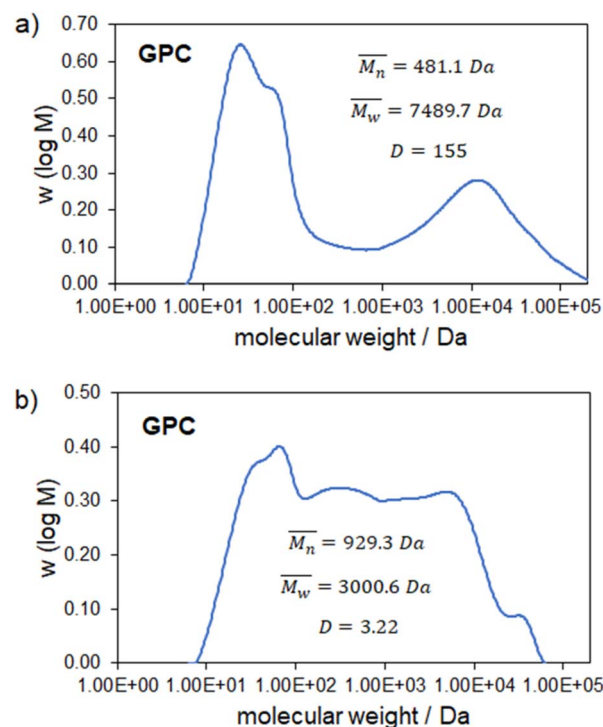 a)
0.70
0.60
0.50
0.40
0.30
0.20
0.10
0.00
w (log M)
GPC
Mn = 481.1 Da
Mw = 7489.7 Da
D = 155
1.00E+00 1.00E+01 1.00E+02 1.00E+03 1.00E+04 1.00E+05
molecular weight / Da
b)
0.50
0.40
0.30
0.20
0.10
0.00
w (log M)
GPC
Mn = 929.3 Da
Mw = 3000.6 Da
D = 3.22
1.00E+00 1.00E+01 1.00E+02 1.00E+03 1.00E+04 1.00E+05
molecular weight / Da